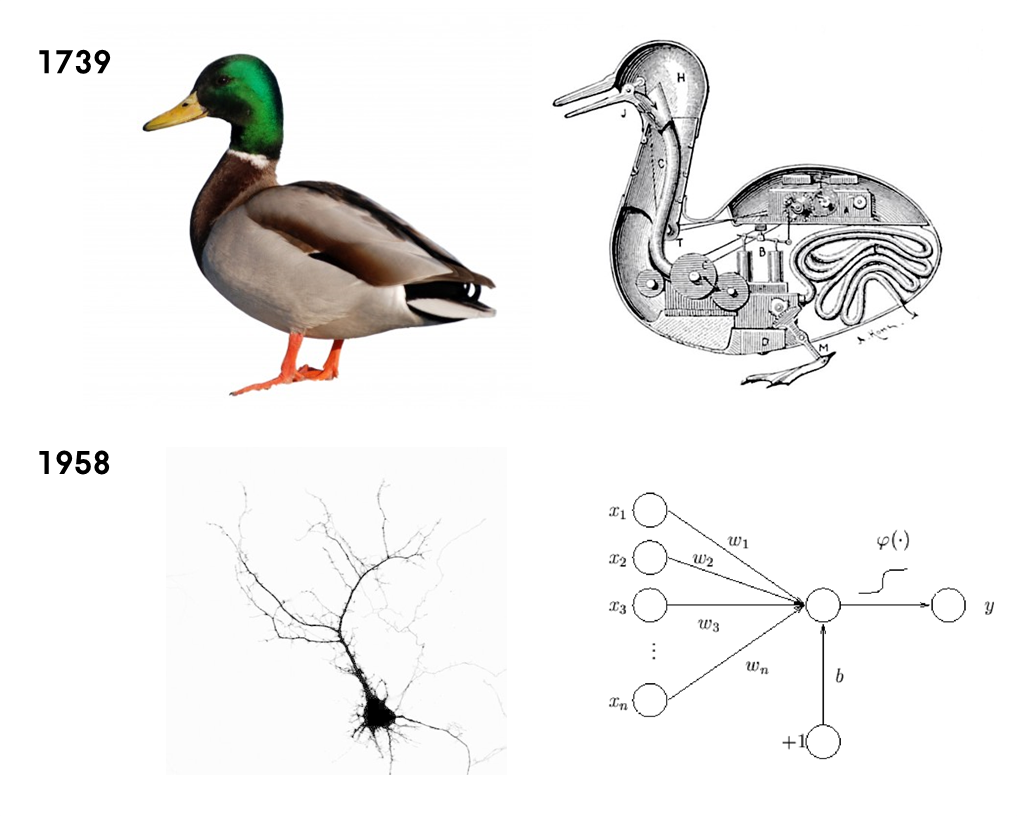 1739
H
J
C
A
T
B
D
M
1958
x₁
w₁
φ(·)
x₂
w₂
x₃
w₃
y
⋮
wₙ
b
xₙ
+1